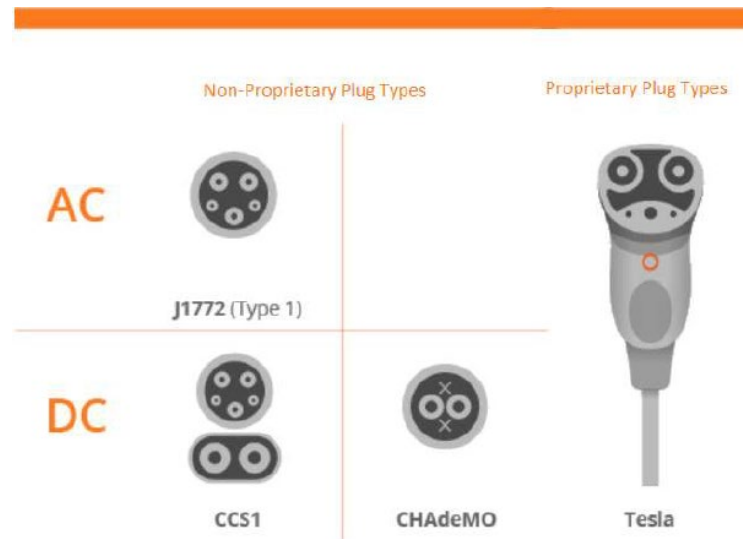 Non-Proprietary Plug Types
Proprietary Plug Types
AC
J1772 (Type 1)
DC
CCS1
CHAdeMO
Tesla